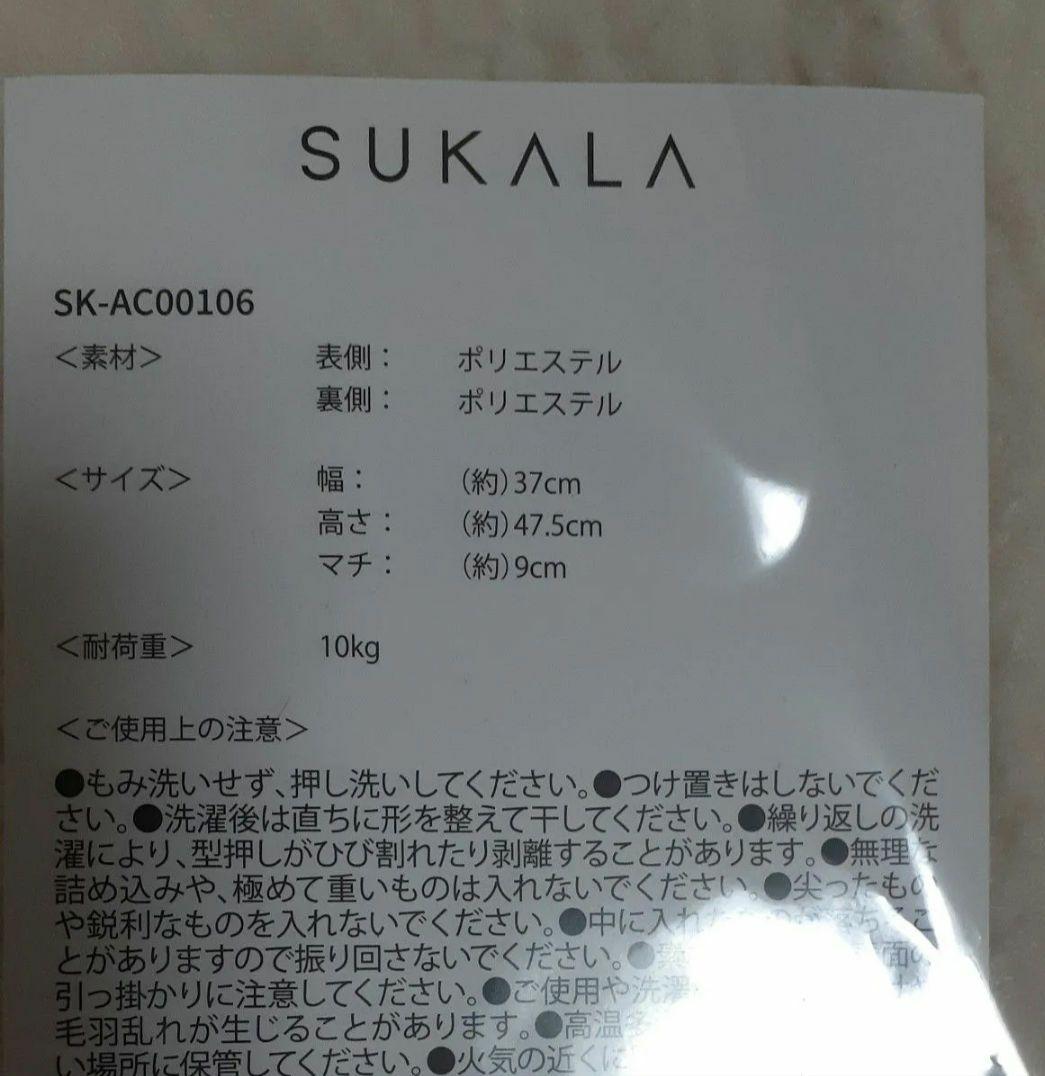 SUKALA
SK-AC00106
＜素材＞ 表側： ポリエステル
裏側： ポリエステル
＜サイズ＞ 幅： (約)37cm
高さ： (約)47.5cm
マチ： (約)9cm
＜耐荷重＞ 10kg
＜ご使用上の注意＞
●もみ洗いせず、押し洗いしてください。●つけ置きはしないでくだ
さい。●洗濯後は直ちに形を整えて干してください。●繰り返しの洗
濯により、型押しがひび割れたり剥離することがあります。●無理な
詰め込みや、極めて重いものは入れないでください。●尖ったもの
や鋭利なものを入れないでください。●中に入れたものが落ちるこ
とがありますので振り回さないでください。●
引っ掛かりに注意してください。●ご使用や洗濯
毛羽乱れが生じることがあります。●高温
い場所に保管してください。●火気の近くに